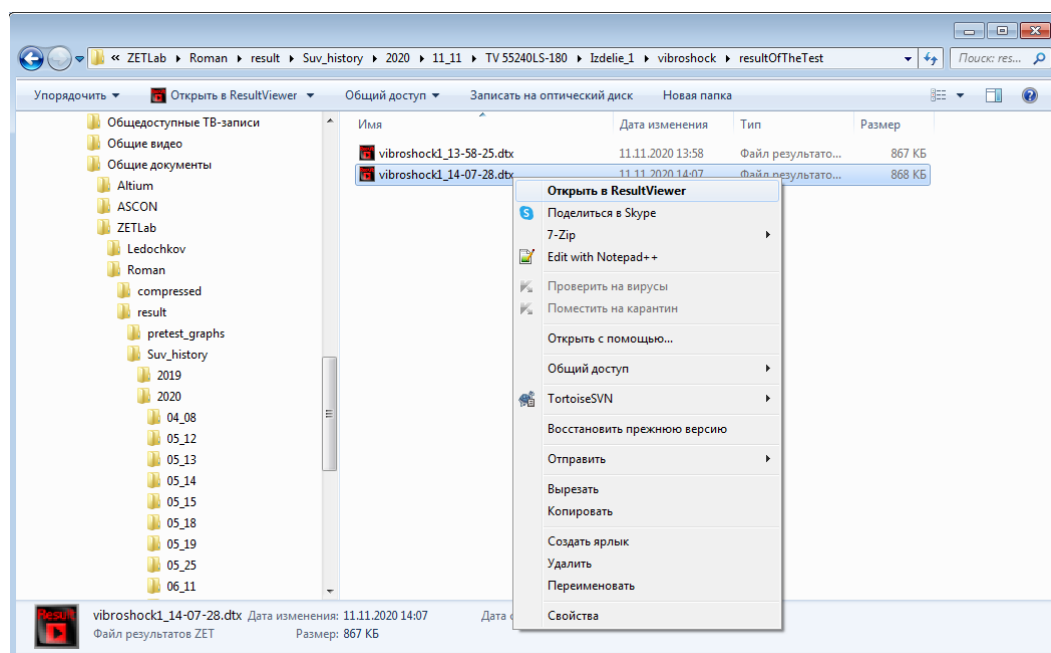 « ZETLab ▸ Roman ▸ result ▸ Suv_history ▸ 2020 ▸ 11_11 ▸ TV 55240LS-180 ▸ Izdelie_1 ▸ vibroshock ▸ resultOfTheTest
Поиск: res...
Упорядочить Открыть в ResultViewer Общий доступ Записать на оптический диск Новая папка
Общедоступные ТВ-записи
Общие видео
Общие документы
Altium
ASCON
ZETLab
Ledochkov
Roman
compressed
result
pretest_graphs
Suv_history
2019
2020
04_08
05_12
05_13
05_14
05_15
05_18
05_19
05_25
06_11
Имя Дата изменения Тип Размер
vibroshock1_13-58-25.dtx 11.11.2020 13:58 Файл результато... 867 КБ
vibroshock1_14-07-28.dtx 11.11.2020 14:07 Файл результато... 868 КБ
Открыть в ResultViewer
Поделиться в Skype
7-Zip
Edit with Notepad++
Проверить на вирусы
Поместить на карантин
Открыть с помощью...
Общий доступ
TortoiseSVN
Восстановить прежнюю версию
Отправить
Вырезать
Копировать
Создать ярлык
Удалить
Переименовать
Свойства
Result
vibroshock1_14-07-28.dtx Дата изменения: 11.11.2020 14:07 Дата
Файл результатов ZET Размер: 867 КБ